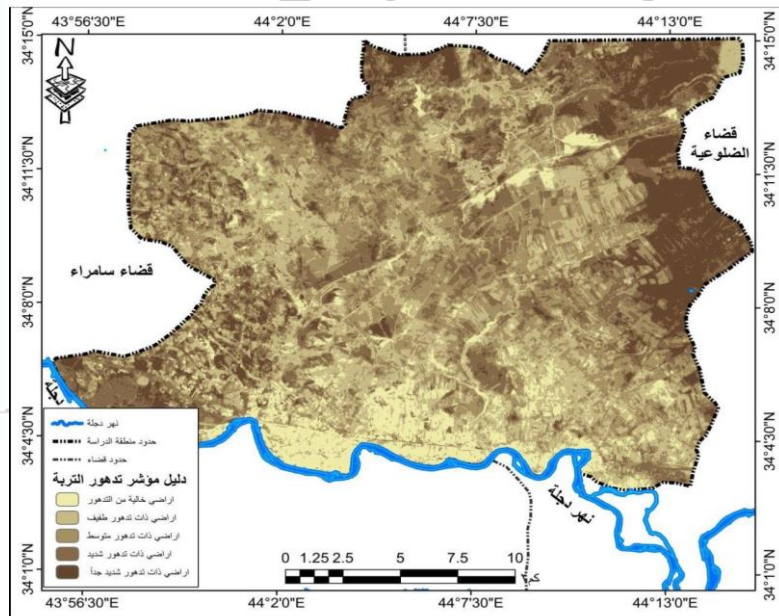 43°56'30"E 44°2'0"E 44°7'30"E 44°13'0"E
34°15'0"N 34°15'0"N
N
قضاء
الضلوعية
34°11'30"N 34°11'30"N
قضاء سامراء
34°8'0"N 34°8'0"N
دجلة
34°4'30"N 34°4'30"N
نهر دجلة
حدود منطقة الدراسة
حدود قضاء
دليل مؤشر تدهور التربة
اراضي خالية من التدهور
اراضي ذات تدهور طفيف
اراضي ذات تدهور متوسط
اراضي ذات تدهور شديد
اراضي ذات تدهور شديد جداً
نهر دجلة
0 1.25 2.5 5 7.5 10
كم
34°1'0"N 34°1'0"N
43°56'30"E 44°2'0"E 44°7'30"E 44°13'0"E